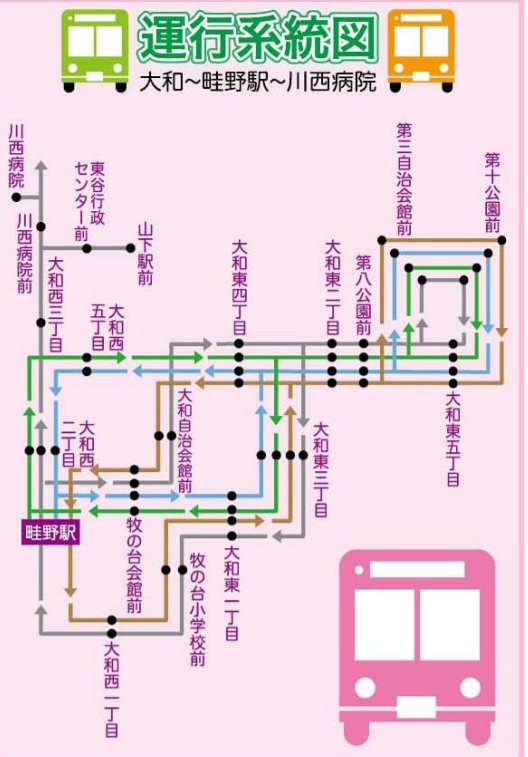 運行系統図
大和~畦野駅~川西病院
川西病院
川西病院前
東谷行政
センター前
山下駅前
大和西三丁目
大和西
五丁目
大和東四丁目
大和東二丁目
第八公園前
第三自治会館前
第十公園前
大和西
二丁目
大和自治会館前
大和東三丁目
大和東五丁目
畦野駅
牧の台会館前
大和東一丁目
牧の台小学校前
大和西一丁目